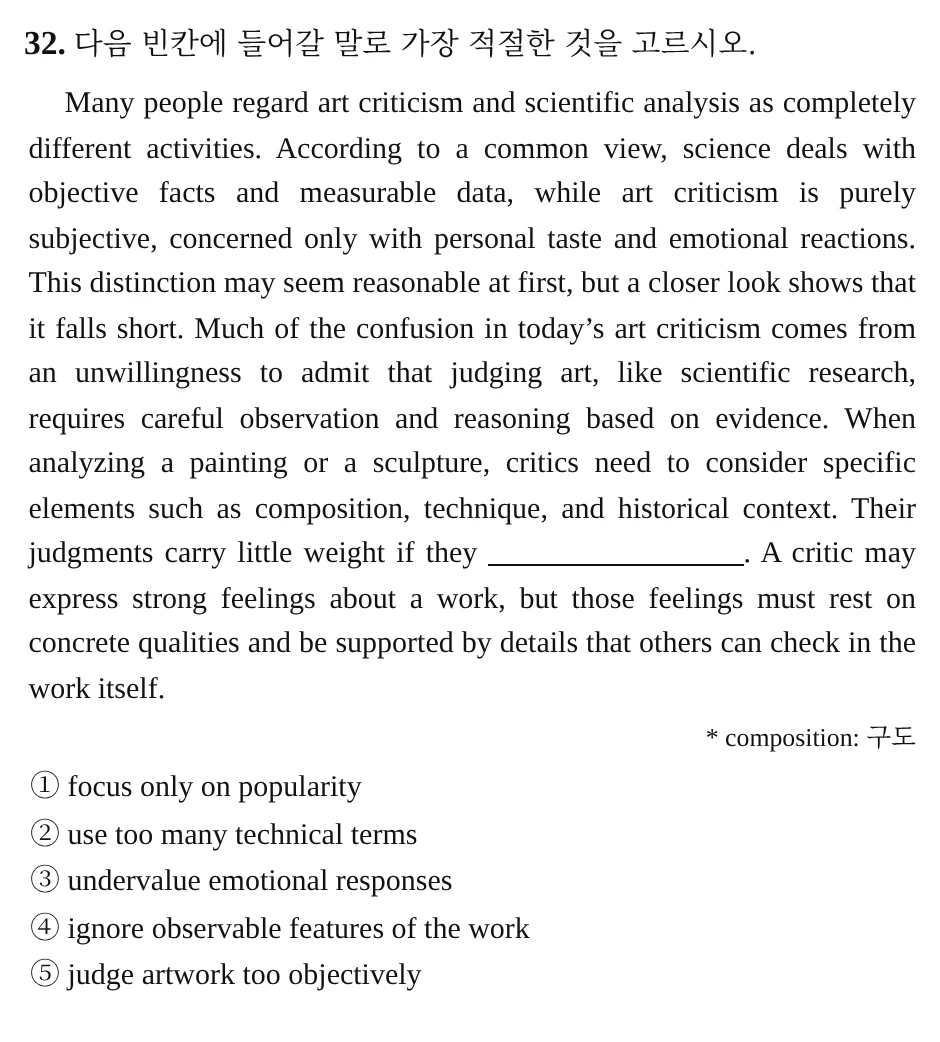 32. 다음 빈칸에 들어갈 말로 가장 적절한 것을 고르시오.
Many people regard art criticism and scientific analysis as completely
different activities. According to a common view, science deals with
objective facts and measurable data, while art criticism is purely
subjective, concerned only with personal taste and emotional reactions.
This distinction may seem reasonable at first, but a closer look shows that
it falls short. Much of the confusion in today’s art criticism comes from
an unwillingness to admit that judging art, like scientific research,
requires careful observation and reasoning based on evidence. When
analyzing a painting or a sculpture, critics need to consider specific
elements such as composition, technique, and historical context. Their
judgments carry little weight if they ________________. A critic may
express strong feelings about a work, but those feelings must rest on
concrete qualities and be supported by details that others can check in the
work itself.
* composition: 구도
① focus only on popularity
② use too many technical terms
③ undervalue emotional responses
④ ignore observable features of the work
⑤ judge artwork too objectively